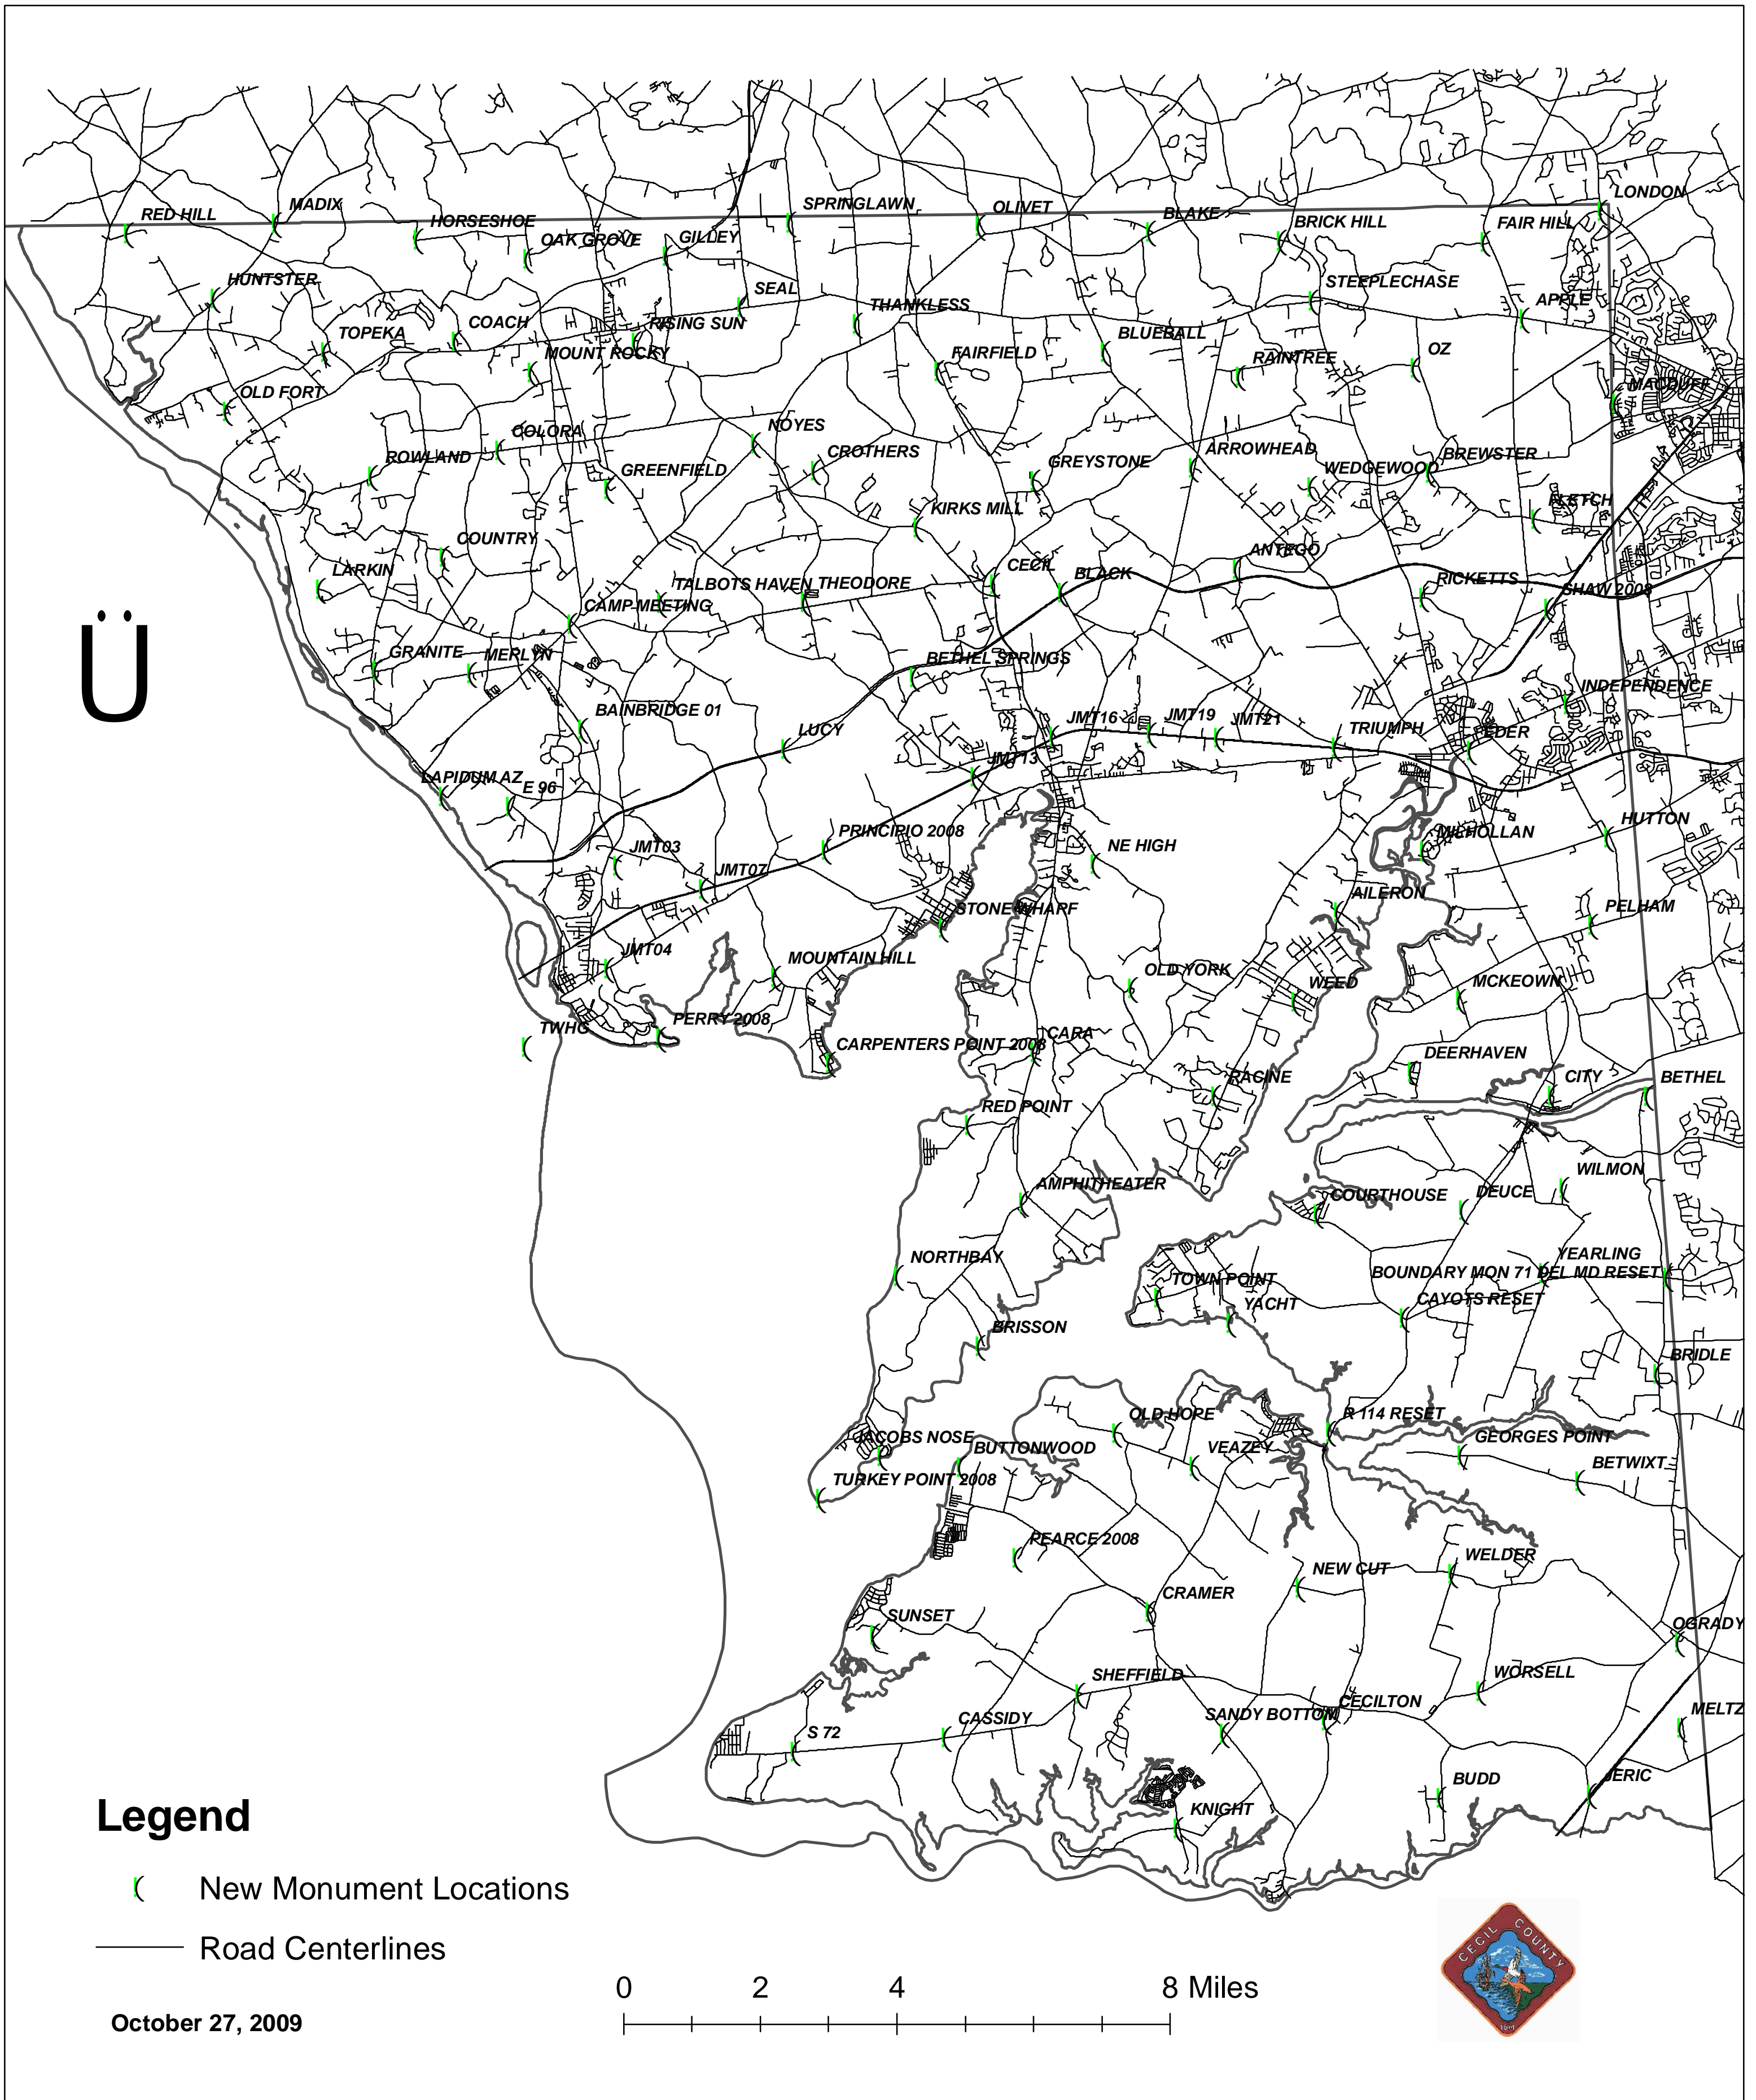 LONDON
RED HILL
MADIX
HORSESHOE
OAK GROVE
GILLEY
SPRINGLAWN
OLIVET
BLAKE
BRICK HILL
FAIR HILL
HUNTSTER
SEAL
THANKLESS
STEEPLECHASE
APPLE
TOPEKA
COACH
RISING SUN
MOUNT ROCKY
FAIRFIELD
BLUEBALL
RAINTREE
OZ
OLD FORT
MACDUFF
COLORA
NOYES
ROWLAND
GREENFIELD
CROTHERS
GREYSTONE
ARROWHEAD
WEDGEWOOD
BREWSTER
KIRKS MILL
FLETCH
COUNTRY
LARKIN
CAMP MEETING
TALBOTS HAVEN
THEODORE
CECIL
BLACK
ANTEGO
RICKETTS
SHAW 2008
Ü
GRANITE
MERLYN
BETHEL SPRINGS
INDEPENDENCE
BAINBRIDGE 01
LUCY
JMT16
JMT19
JMT21
TRIUMPH
EDER
JMT13
LAPIDUM AZ
E 96
JMT03
JMT07
PRINCIPIO 2008
NE HIGH
MILHOLLAN
HUTTON
STONE WHARF
AILERON
PELHAM
JMT04
MOUNTAIN HILL
OLD YORK
WEED
MCKEOWN
TWHC
PERRY 2008
CARPENTERS POINT 2008
CARA
DEERHAVEN
RACINE
CITY
BETHEL
RED POINT
AMPHITHEATER
COURTHOUSE
DEUCE
WILMON
NORTHBAY
TOWN POINT
YEARLING
BOUNDARY MON 71 DEL MD RESET
YACHT
CAYOTS RESET
BRISSON
BRIDLE
OLD HOPE
R 114 RESET
JACOBS NOSE
BUTTONWOOD
VEAZEY
GEORGES POINT
BETWIXT
TURKEY POINT 2008
PEARCE 2008
NEW CUT
WELDER
CRAMER
SUNSET
OGRADY
SHEFFIELD
WORSELL
S 72
CASSIDY
SANDY BOTTOM
CECILTON
MELTZ
BUDD
JERIC
KNIGHT
Legend
New Monument Locations
Road Centerlines
October 27, 2009
0 2 4 8 Miles
CECIL COUNTY